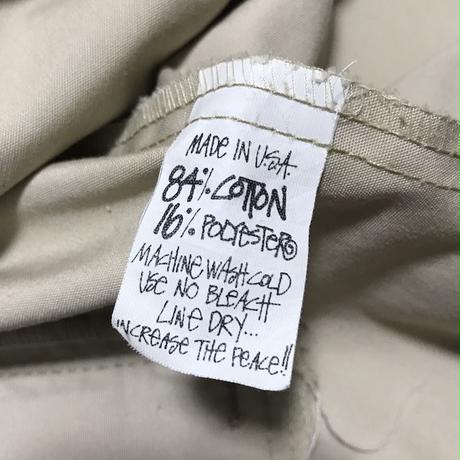 MADE IN U.S.A.
84% COTTON
16% POLYESTER
MACHINE WASH COLD
USE NO BLEACH
LINE DRY...
INCREASE THE PEACE!!